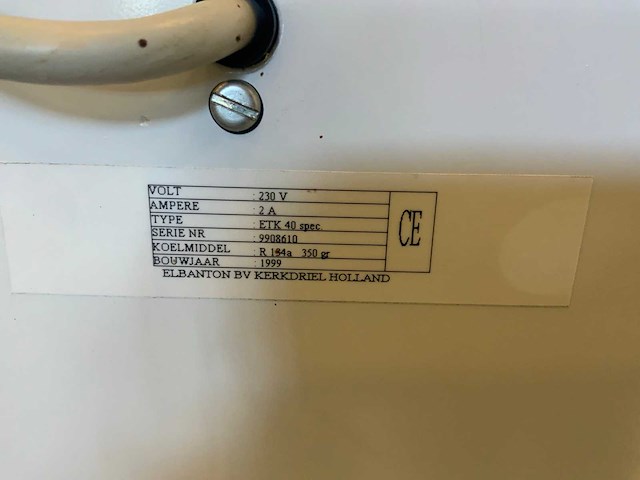 VOLT : 230 V
AMPERE : 2 A
TYPE : ETK 40 spec.
SERIE NR : 9908610
KOELMIDDEL : R 134a 350 gr
BOUWJAAR : 1999
CE
ELBANTON BV KERKDRIEL HOLLAND